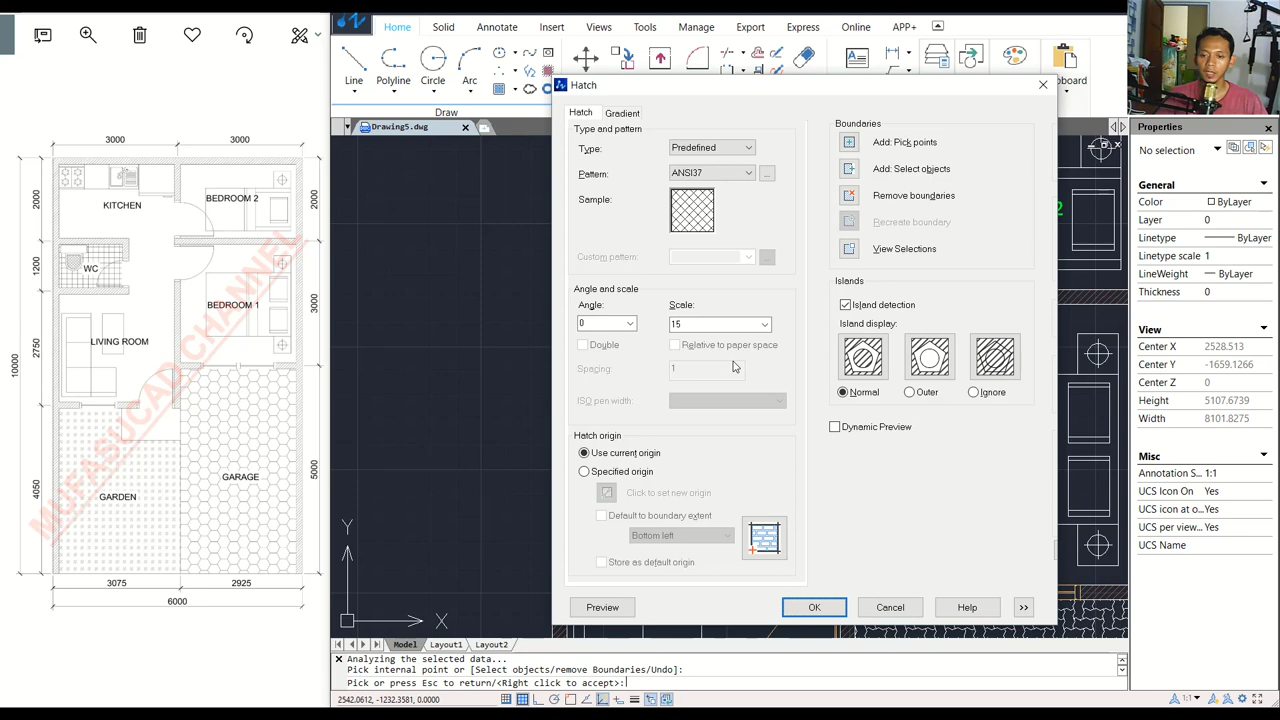 Home Solid Annotate Insert Views Tools Manage Export Express Online APP+
Line Polyline Circle Arc
Draw
Drawing5.dwg
Hatch
Hatch Gradient
Type and pattern
Type: Predefined
Pattern: ANSI37 ...
Sample:
Custom pattern: ...
Angle and scale
Angle: Scale:
0 15
Double Relative to paper space
Spacing: 1
ISO pen width:
Hatch origin
Use current origin
Specified origin
Click to set new origin
Default to boundary extent
Bottom left
Store as default origin
Boundaries
Add: Pick points
Add: Select objects
Remove boundaries
Recreate boundary
View Selections
Islands
Island detection
Island display:
Normal Outer Ignore
Dynamic Preview
Preview OK Cancel Help >>
Properties
No selection
General
Color ByLayer
Layer 0
Linetype ByLayer
Linetype scale 1
LineWeight ByLayer
Thickness 0
View
Center X 2528.513
Center Y -1659.1266
Center Z 0
Height 5107.6739
Width 8101.8275
Misc
Annotation S... 1:1
UCS Icon On Yes
UCS icon at o... Yes
UCS per view... Yes
UCS Name
3000 3000
2000
1200
2750
10000
4050
2000
3000
5000
KITCHEN
BEDROOM 2
WC
BEDROOM 1
LIVING ROOM
GARAGE
GARDEN
MUFASUCAD CHANNEL
3075 2925
6000
Y
X
Model Layout1 Layout2
Analyzing the selected data...
Pick internal point or [Select objects/remove Boundaries/Undo]:
Pick or press Esc to return/<Right click to accept>:
2542.0612, -1232.3581, 0.0000
1:1